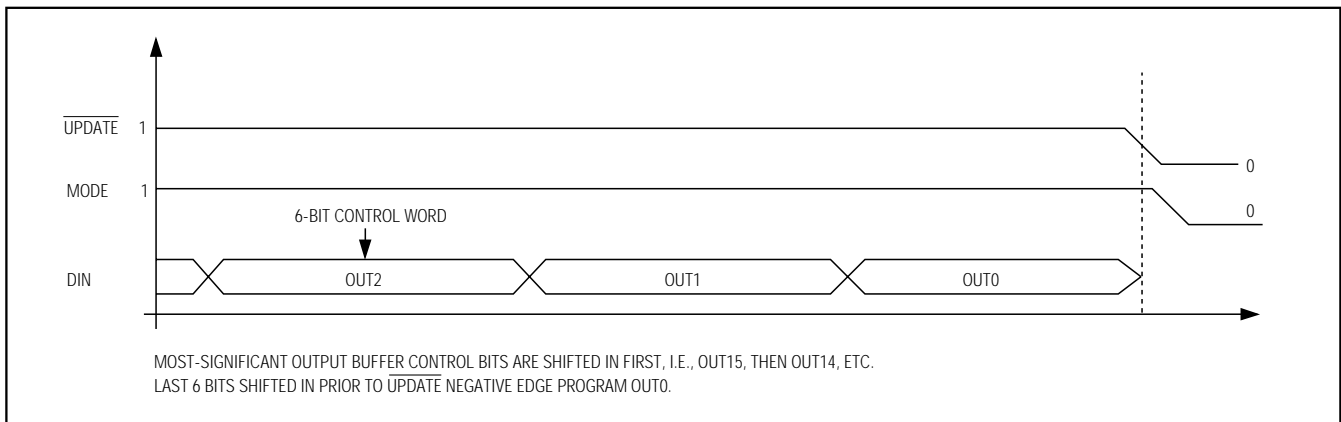 UPDATE 1
0
MODE 1
0
6-BIT CONTROL WORD
DIN OUT2 OUT1 OUT0
MOST-SIGNIFICANT OUTPUT BUFFER CONTROL BITS ARE SHIFTED IN FIRST, I.E., OUT15, THEN OUT14, ETC.
LAST 6 BITS SHIFTED IN PRIOR TO UPDATE NEGATIVE EDGE PROGRAM OUT0.